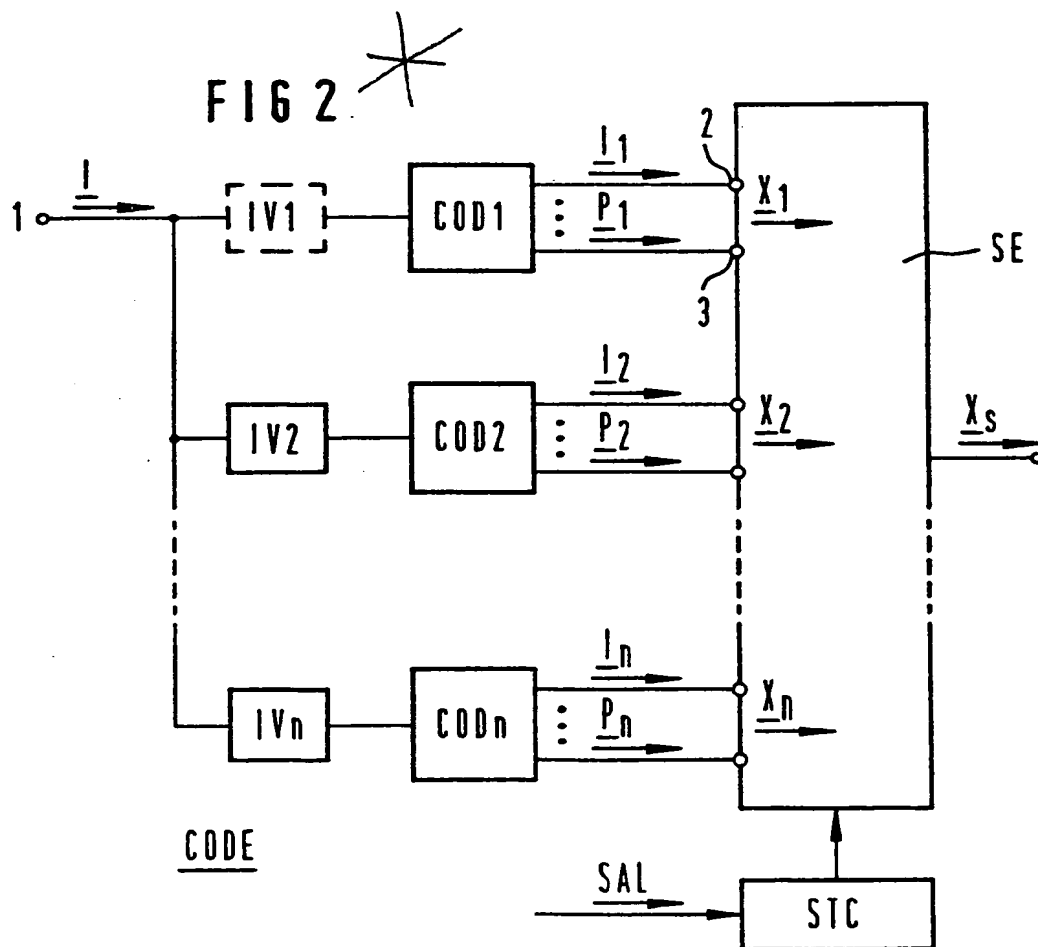 FIG 2
1 I IV1 COD1 I1 P1 2 3 X1 SE
IV2 COD2 I2 P2 X2 Xs
IVn CODn In Pn Xn
CODE
SAL STC